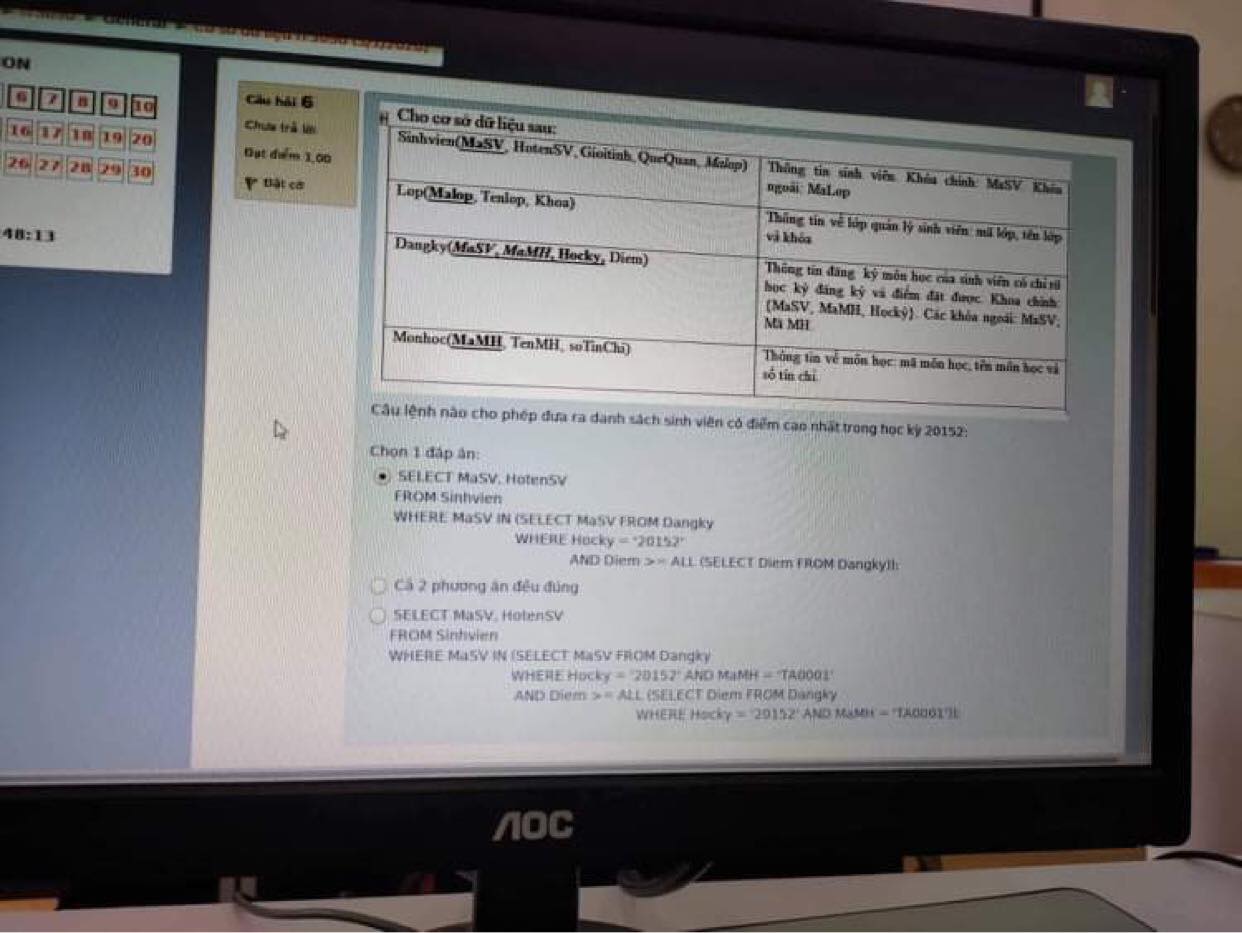 General
ON
6 7 8 9 10
16 17 18 19 20
26 27 28 29 30
48:13
Câu hỏi 6
Chưa trả lời
Đạt điểm 1,00
Đặt cờ
Cho cơ sở dữ liệu sau:
Sinhvien(MaSV, HotenSV, Gioitinh, QueQuan, Malop)
Thông tin sinh viên. Khóa chính: MaSV. Khóa
ngoài: MaLop
Lop(Malop, Tenlop, Khoa)
Thông tin về lớp quản lý sinh viên: mã lớp, tên lớp
và khóa
Dangky(MaSV, MaMH, Hocky, Diem)
Thông tin đăng ký môn học của sinh viên có chỉ rõ
học kỳ đăng ký và điểm đạt được. Khoa chính:
{MaSV, MaMH, Hocký}. Các khóa ngoài: MaSV;
Mã MH.
Monhoc(MaMH, TenMH, soTinChi)
Thông tin về môn học: mã môn học, tên môn học và
số tín chỉ.
Câu lệnh nào cho phép đưa ra danh sách sinh viên có điểm cao nhất trong học kỳ 20152:
Chọn 1 đáp án:
SELECT MaSV, HotenSV
FROM Sinhvien
WHERE MaSV IN (SELECT MaSV FROM Dangky
WHERE Hocky = '20152'
AND Diem >= ALL (SELECT Diem FROM Dangky));
Cả 2 phương án đều đúng
SELECT MaSV, HotenSV
FROM Sinhvien
WHERE MaSV IN (SELECT MaSV FROM Dangky
WHERE Hocky = '20152' AND MaMH = 'TA0001'
AND Diem >= ALL (SELECT Diem FROM Dangky
WHERE Hocky = '20152' AND MaMH = 'TA0001'));
AOC